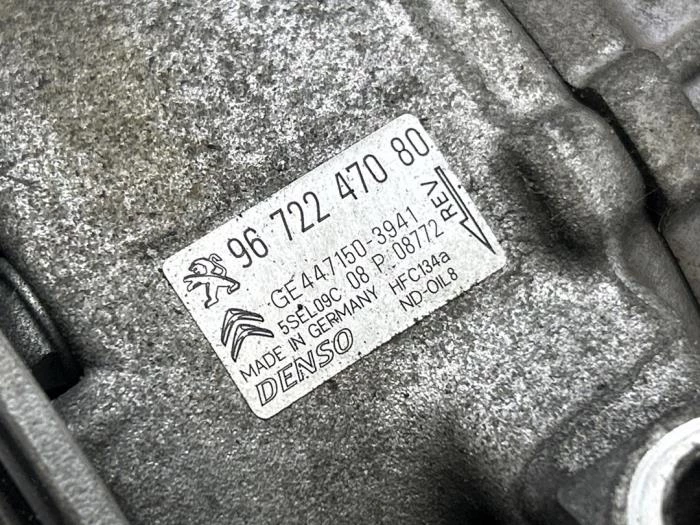 96 722 470 80
GE447150-3941
5SEL09C 08 P 08772
MADE IN GERMANY HFC134a
DENSO ND-OIL8
REV